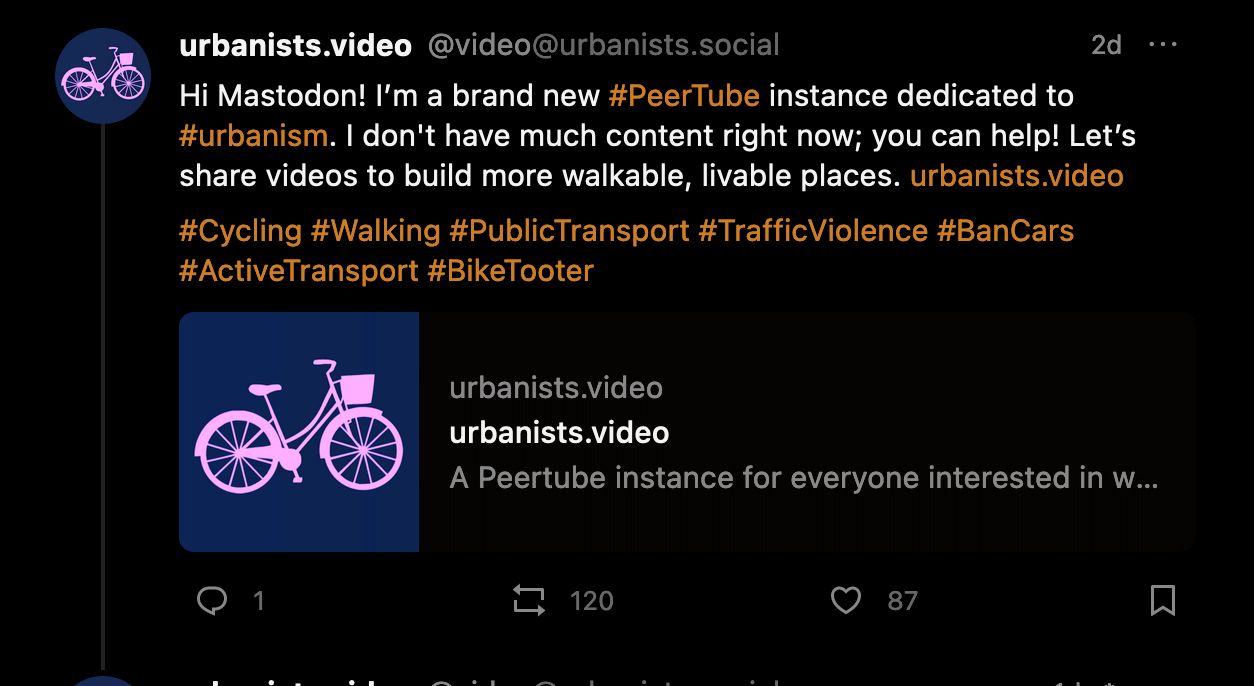 urbanists.video @video@urbanists.social 2d ...
Hi Mastodon! I’m a brand new #PeerTube instance dedicated to
#urbanism. I don't have much content right now; you can help! Let’s
share videos to build more walkable, livable places. urbanists.video
#Cycling #Walking #PublicTransport #TrafficViolence #BanCars
#ActiveTransport #BikeTooter
urbanists.video
urbanists.video
A Peertube instance for everyone interested in w...
1 120 87